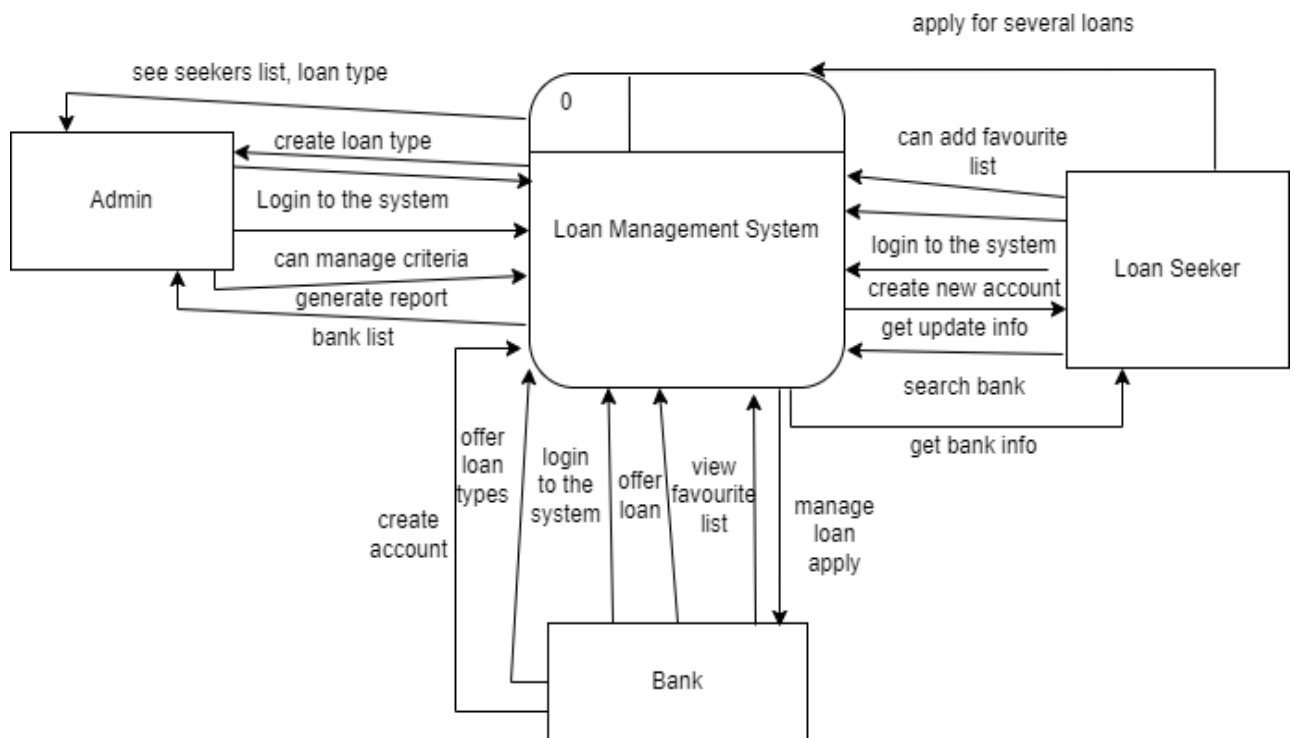 apply for several loans
see seekers list, loan type
0
create loan type
can add favourite
list
Admin
Login to the system
Loan Management System
login to the system
Loan Seeker
can manage criteria
create new account
generate report
get update info
bank list
search bank
get bank info
offer
loan
types
login
to the
system
offer
loan
view
favourite
list
manage
loan
apply
create
account
Bank